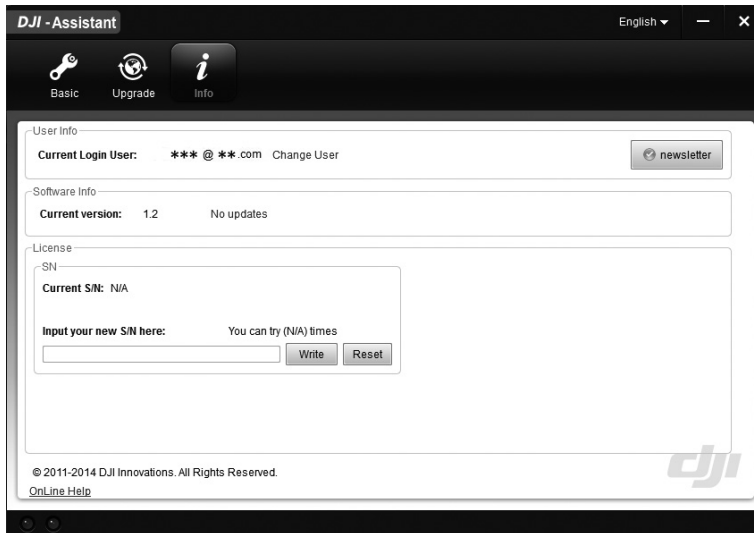 DJI - Assistant
English
Basic
Upgrade
Info
User Info
Current Login User: *** @ **.com Change User
newsletter
Software Info
Current version: 1.2 No updates
License
SN
Current S/N: N/A
Input your new S/N here: You can try (N/A) times
Write
Reset
© 2011-2014 DJI Innovations. All Rights Reserved.
OnLine Help
dji